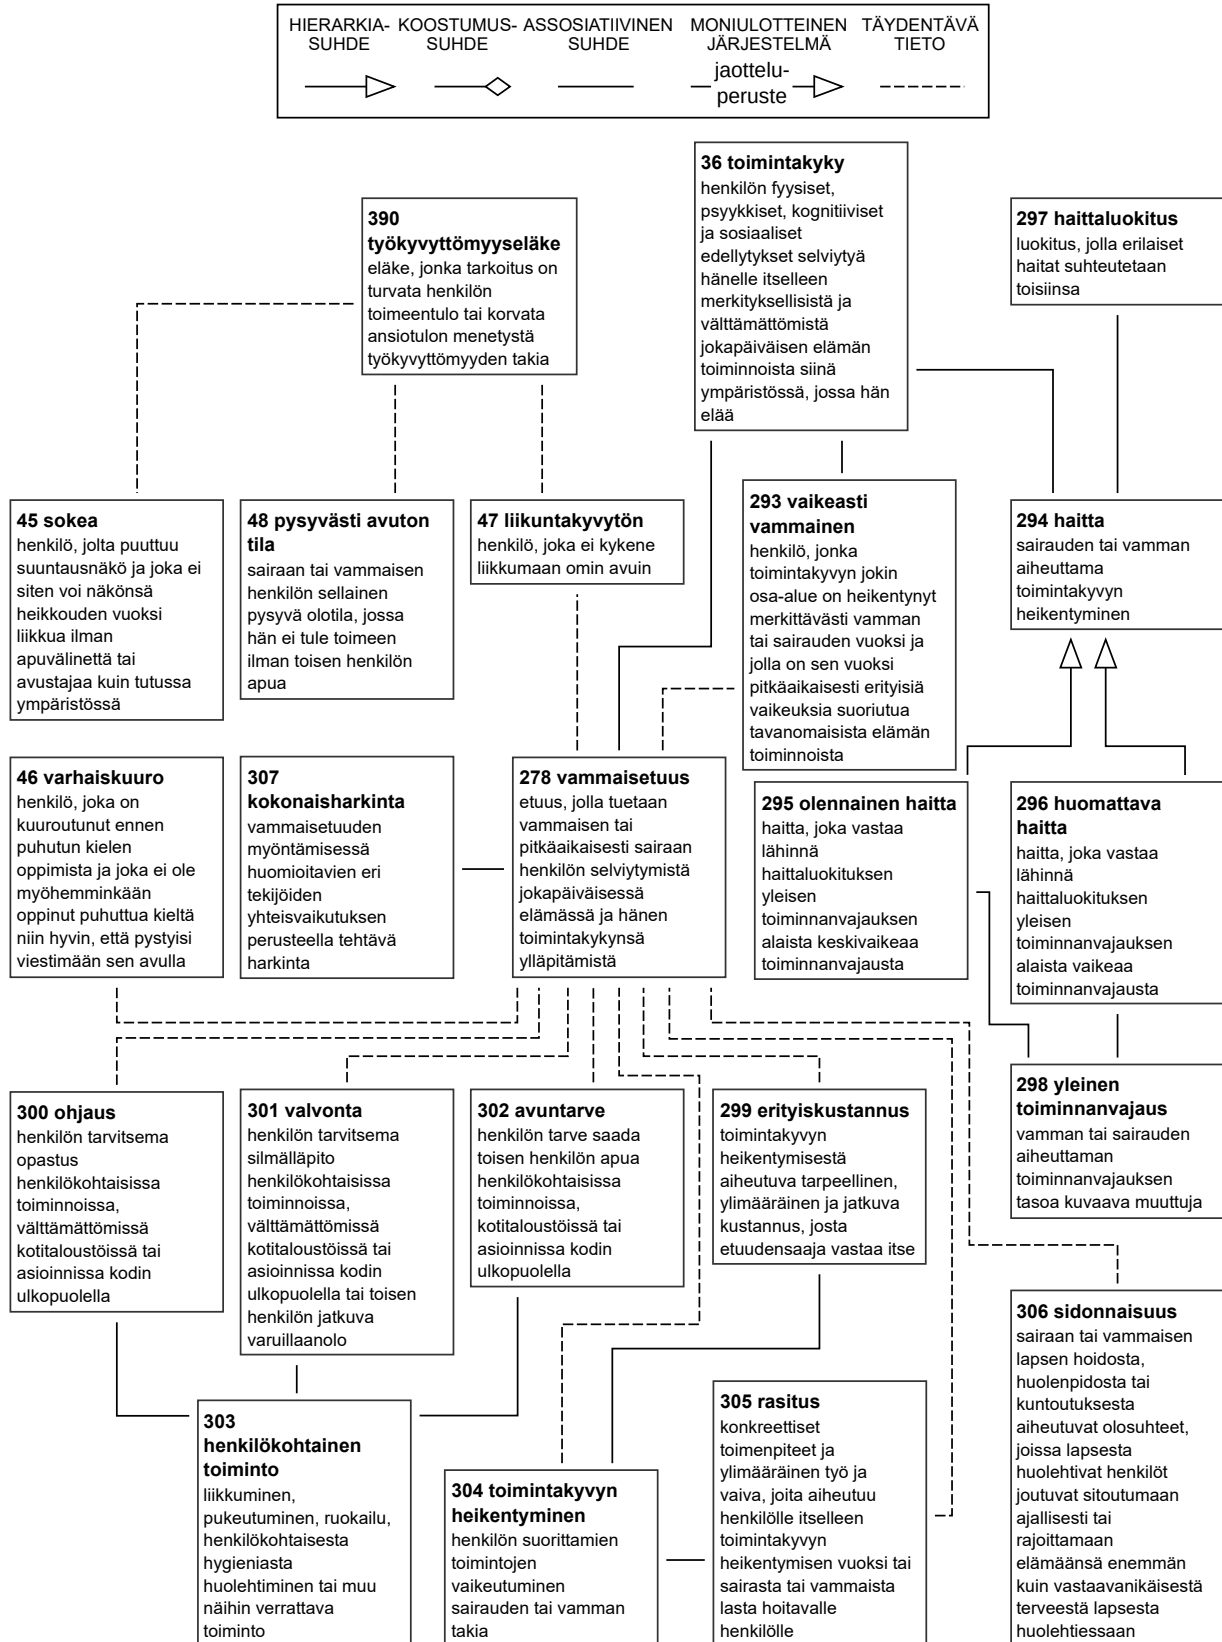 HIERARKIA-
SUHDE
KOOSTUMUS-
SUHDE
ASSOSIATIIVINEN
SUHDE
MONIULOTTEINEN
JÄRJESTELMÄ
TÄYDENTÄVÄ
TIETO
jaottelu-
peruste
36 toimintakyky
henkilön fyysiset,
psyykkiset, kognitiiviset
ja sosiaaliset
edellytykset selviytyä
hänelle itselleen
merkityksellisistä ja
välttämättömistä
jokapäiväisen elämän
toiminnoista siinä
ympäristössä, jossa hän
elää
390
työkyvyttömyyseläke
eläke, jonka tarkoitus on
turvata henkilön
toimeentulo tai korvata
ansiotulon menetystä
työkyvyttömyyden takia
297 haittaluokitus
luokitus, jolla erilaiset
haitat suhteutetaan
toisiinsa
45 sokea
henkilö, jolta puuttuu
suuntausnäkö ja joka ei
siten voi näkönsä
heikkouden vuoksi
liikkua ilman
apuvälinettä tai
avustajaa kuin tutussa
ympäristössä
48 pysyvästi avuton
tila
sairaan tai vammaisen
henkilön sellainen
pysyvä olotila, jossa
hän ei tule toimeen
ilman toisen henkilön
apua
47 liikuntakyvytön
henkilö, joka ei kykene
liikkumaan omin avuin
293 vaikeasti
vammainen
henkilö, jonka
toimintakyvyn jokin
osa-alue on heikentynyt
merkittävästi vamman
tai sairauden vuoksi ja
jolla on sen vuoksi
pitkäaikaisesti erityisiä
vaikeuksia suoriutua
tavanomaisista elämän
toiminnoista
294 haitta
sairauden tai vamman
aiheuttama
toimintakyvyn
heikentyminen
46 varhaiskuuro
henkilö, joka on
kuuroutunut ennen
puhutun kielen
oppimista ja joka ei ole
myöhemminkään
oppinut puhuttua kieltä
niin hyvin, että pystyisi
viestimään sen avulla
307
kokonaisharkinta
vammaisetuuden
myöntämisessä
huomioitavien eri
tekijöiden
yhteisvaikutuksen
perusteella tehtävä
harkinta
278 vammaisetuus
etuus, jolla tuetaan
vammaisen tai
pitkäaikaisesti sairaan
henkilön selviytymistä
jokapäiväisessä
elämässä ja hänen
toimintakykynsä
ylläpitämistä
295 olennainen haitta
haitta, joka vastaa
lähinnä
haittaluokituksen
yleisen
toiminnanvajauksen
alaista keskivaikeaa
toiminnanvajausta
296 huomattava
haitta
haitta, joka vastaa
lähinnä
haittaluokituksen
yleisen
toiminnanvajauksen
alaista vaikeaa
toiminnanvajausta
300 ohjaus
henkilön tarvitsema
opastus
henkilökohtaisissa
toiminnoissa,
välttämättömissä
kotitaloustöissä tai
asioinnissa kodin
ulkopuolella
301 valvonta
henkilön tarvitsema
silmälläpito
henkilökohtaisissa
toiminnoissa,
välttämättömissä
kotitaloustöissä tai
asioinnissa kodin
ulkopuolella tai toisen
henkilön jatkuva
varuillaanolo
302 avuntarve
henkilön tarve saada
toisen henkilön apua
henkilökohtaisissa
toiminnoissa,
kotitaloustöissä tai
asioinnissa kodin
ulkopuolella
299 erityiskustannus
toimintakyvyn
heikentymisestä
aiheutuva tarpeellinen,
ylimääräinen ja jatkuva
kustannus, josta
etuudensaaja vastaa itse
298 yleinen
toiminnanvajaus
vamman tai sairauden
aiheuttaman
toiminnanvajauksen
tasoa kuvaava muuttuja
303
henkilökohtainen
toiminto
liikkuminen,
pukeutuminen, ruokailu,
henkilökohtaisesta
hygieniasta
huolehtiminen tai muu
näihin verrattava
toiminto
304 toimintakyvyn
heikentyminen
henkilön suorittamien
toimintojen
vaikeutuminen
sairauden tai vamman
takia
305 rasitus
konkreettiset
toimenpiteet ja
ylimääräinen työ ja
vaiva, joita aiheutuu
henkilölle itselleen
toimintakyvyn
heikentymisen vuoksi tai
sairasta tai vammaista
lasta hoitavalle
henkilölle
306 sidonnaisuus
sairaan tai vammaisen
lapsen hoidosta,
huolenpidosta tai
kuntoutuksesta
aiheutuvat olosuhteet,
joissa lapsesta
huolehtivat henkilöt
joutuvat sitoutumaan
ajallisesti tai
rajoittamaan
elämäänsä enemmän
kuin vastaavanikäisestä
terveestä lapsesta
huolehtiessaan